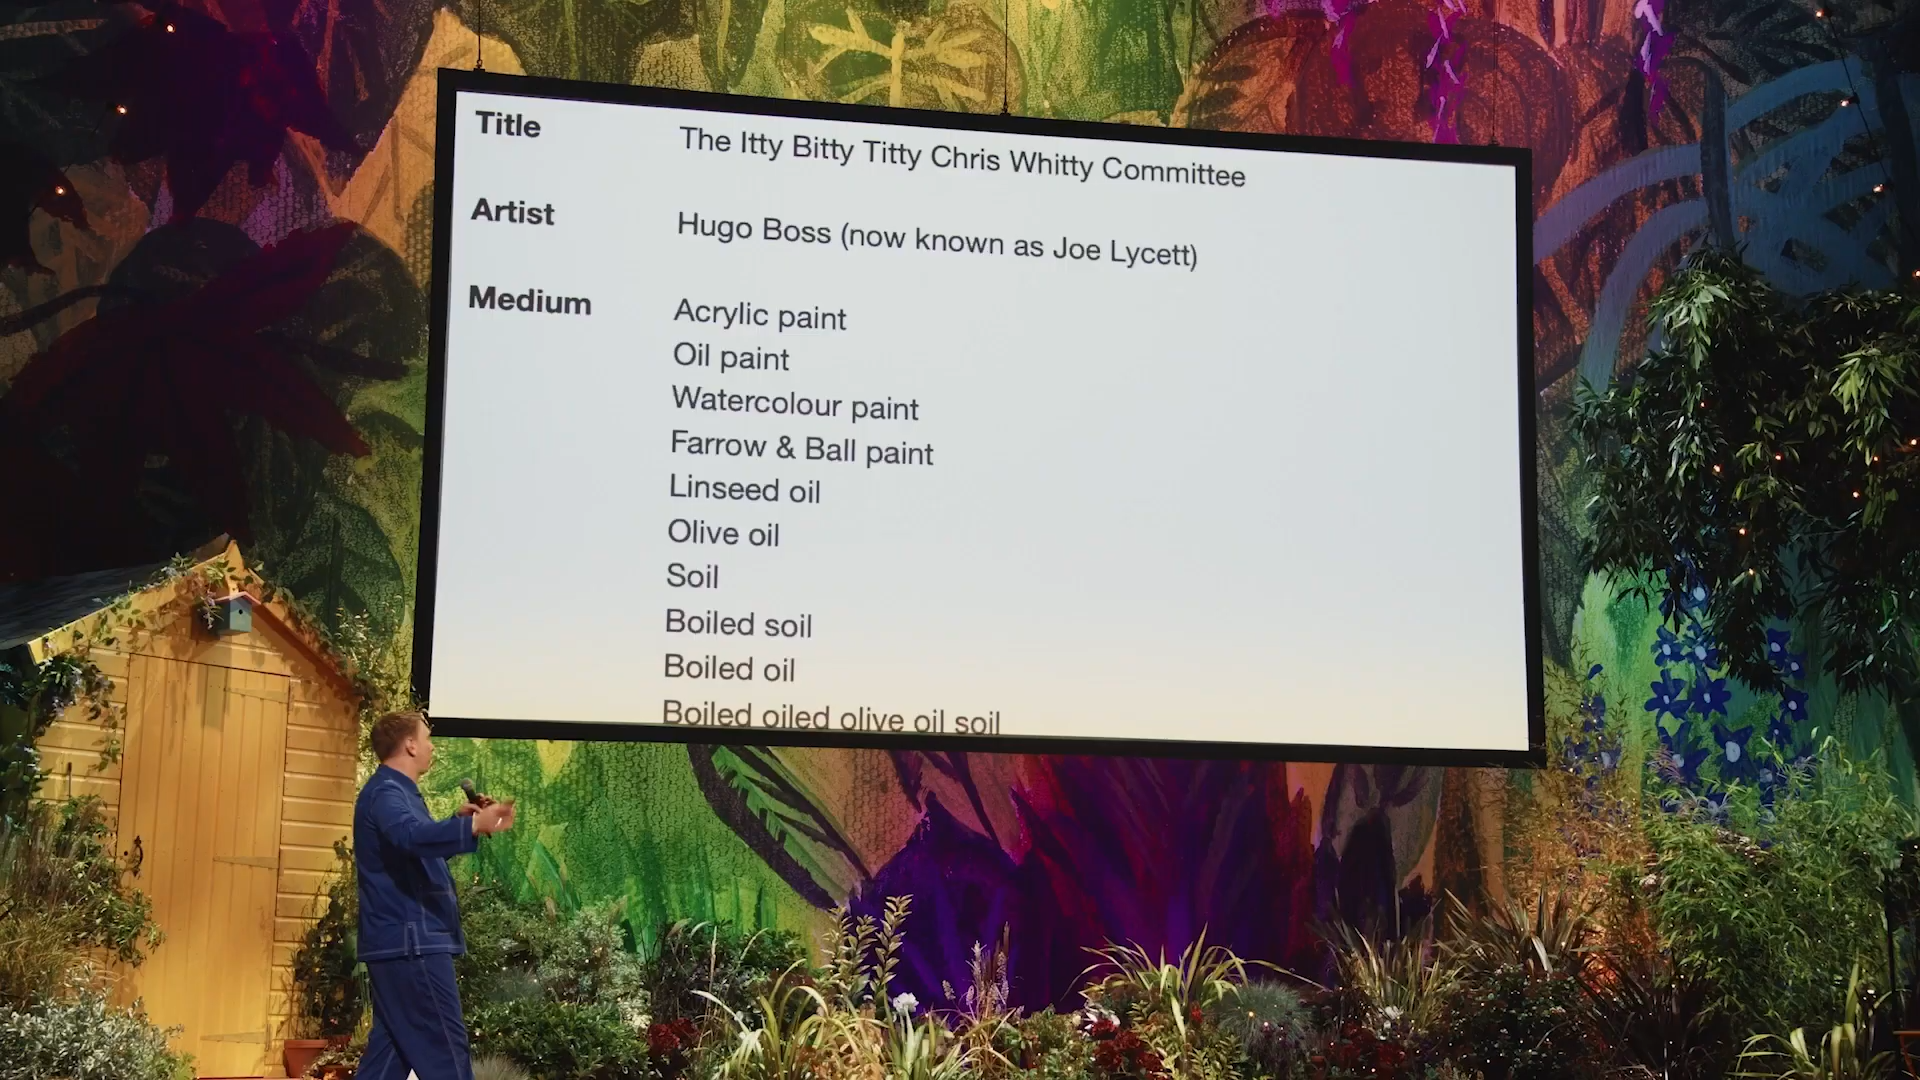 Title The Itty Bitty Titty Chris Whitty Committee
Artist Hugo Boss (now known as Joe Lycett)
Medium Acrylic paint
Oil paint
Watercolour paint
Farrow & Ball paint
Linseed oil
Olive oil
Soil
Boiled soil
Boiled oil
Boiled oiled olive oil soil